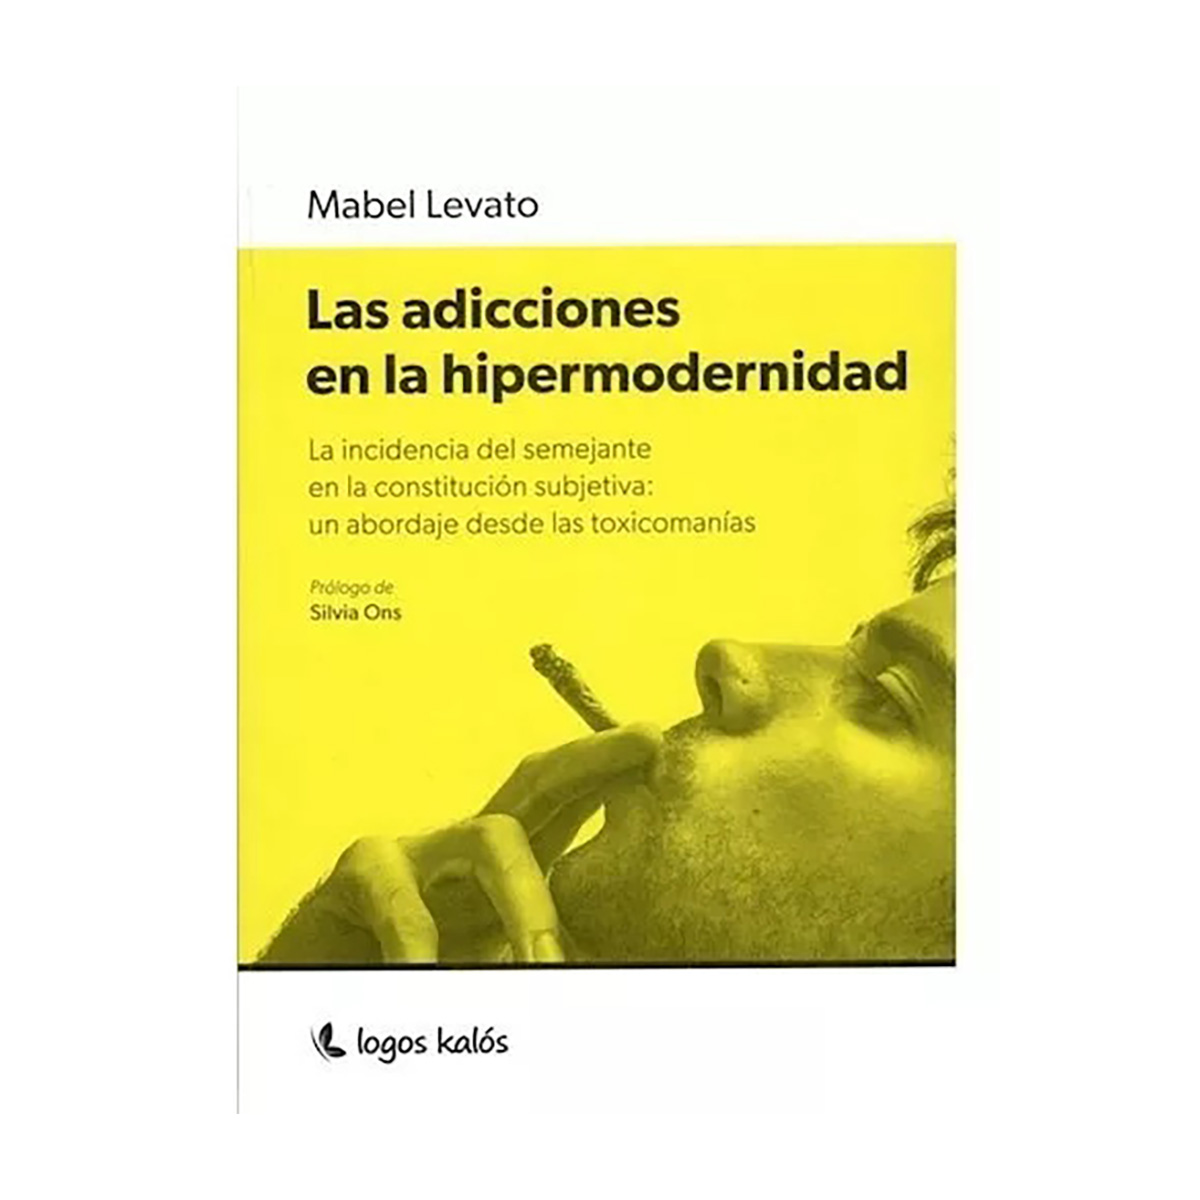 Mabel Levato
Las adicciones
en la hipermodernidad
La incidencia del semejante
en la constitución subjetiva:
un abordaje desde las toxicomanías
Prólogo de
Silvia Ons
logos kalós